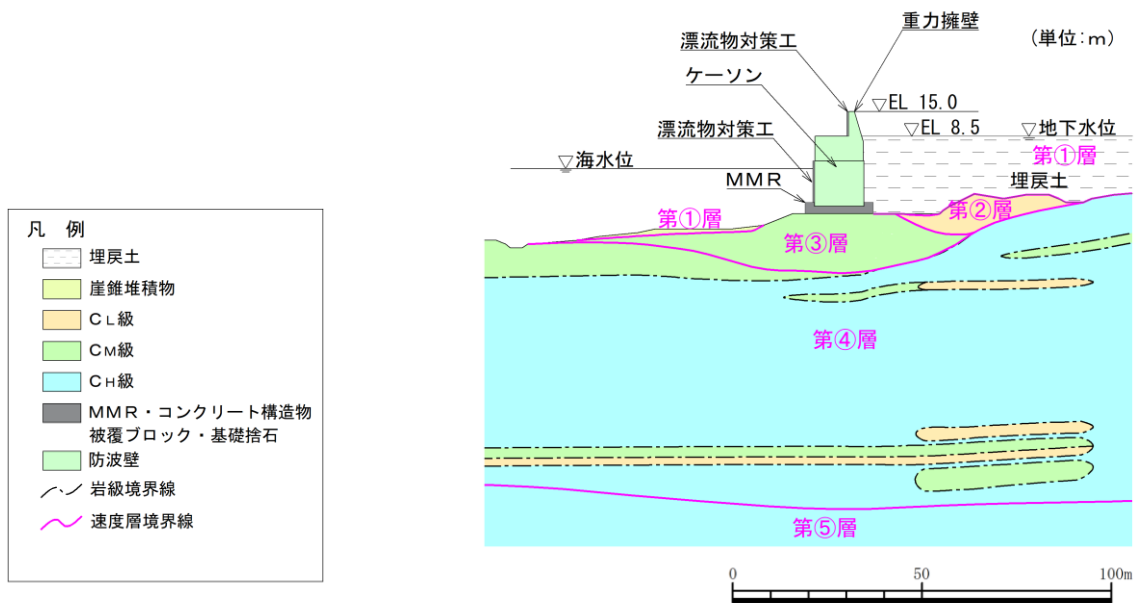 重力擁壁
漂流物対策工
(単位:m)
ケーソン
▽EL 15.0
漂流物対策工
▽EL 8.5
▽地下水位
▽海水位
第①層
MMR
埋戻土
第①層
第②層
第③層
第④層
第⑤層
凡 例
埋戻土
崖錐堆積物
CL級
CM級
CH級
MMR・コンクリート構造物
被覆ブロック・基礎捨石
防波壁
岩級境界線
速度層境界線
0 50 100m